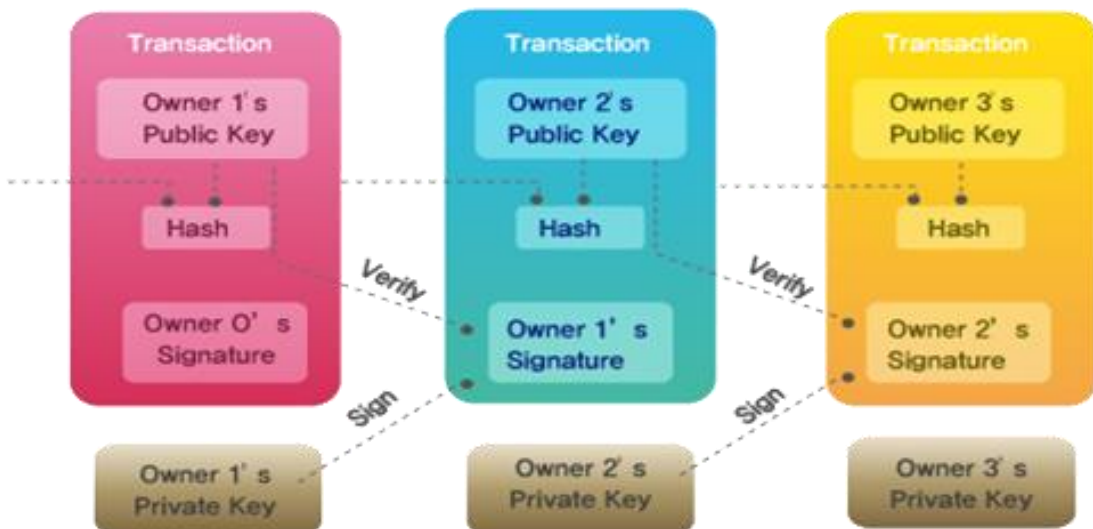 Transaction
Owner 1's
Public Key
Hash
Owner 0's
Signature
Owner 1's
Private Key
Transaction
Owner 2's
Public Key
Hash
Verify
Owner 1's
Signature
Sign
Owner 2's
Private Key
Transaction
Owner 3's
Public Key
Hash
Verify
Owner 2's
Signature
Sign
Owner 3's
Private Key